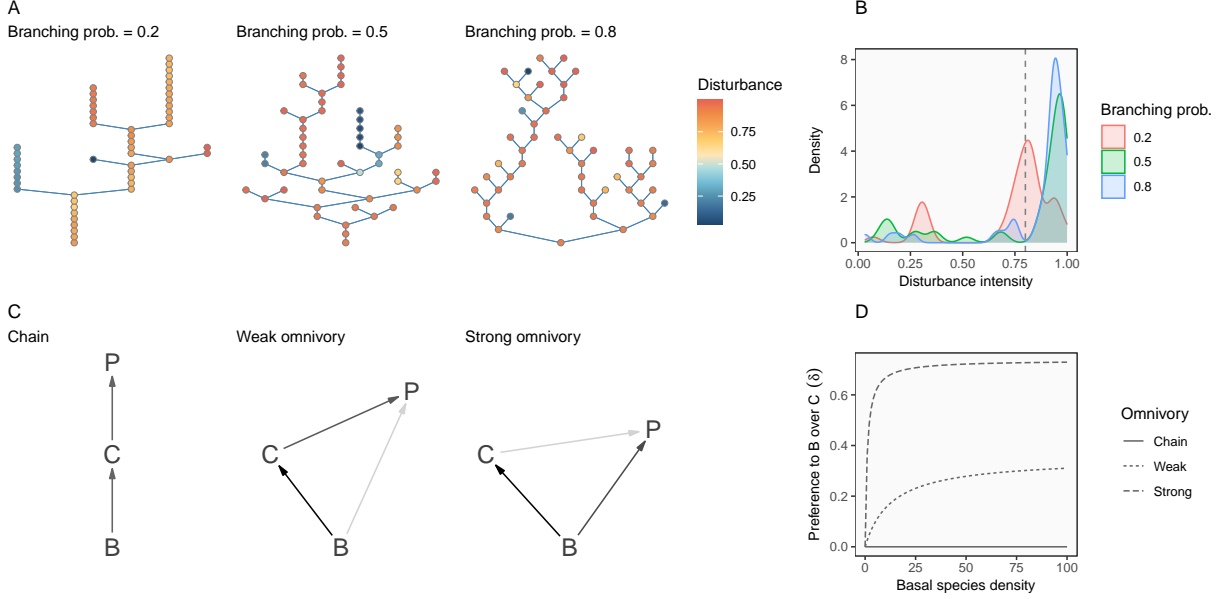 A
Branching prob. = 0.2
Branching prob. = 0.5
Branching prob. = 0.8
Disturbance
0.75
0.50
0.25
B
8
6
4
2
0
Density
0.00
0.25
0.50
0.75
1.00
Disturbance intensity
Branching prob.
0.2
0.5
0.8
C
Chain
P
C
B
Weak omnivory
P
C
B
Strong omnivory
P
C
B
D
0.6
0.4
0.2
0.0
Preference to B over C (δ)
0
25
50
75
100
Basal species density
Omnivory
Chain
Weak
Strong